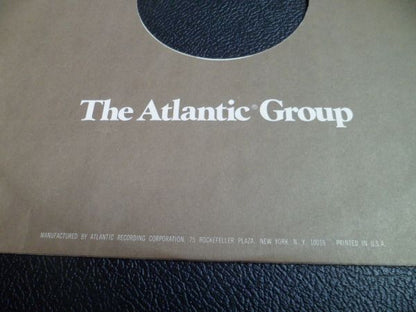 The Atlantic® Group
MANUFACTURED BY ATLANTIC RECORDING CORPORATION, 75 ROCKEFELLER PLAZA, NEW YORK, N. Y. 10019 PRINTED IN U.S.A.